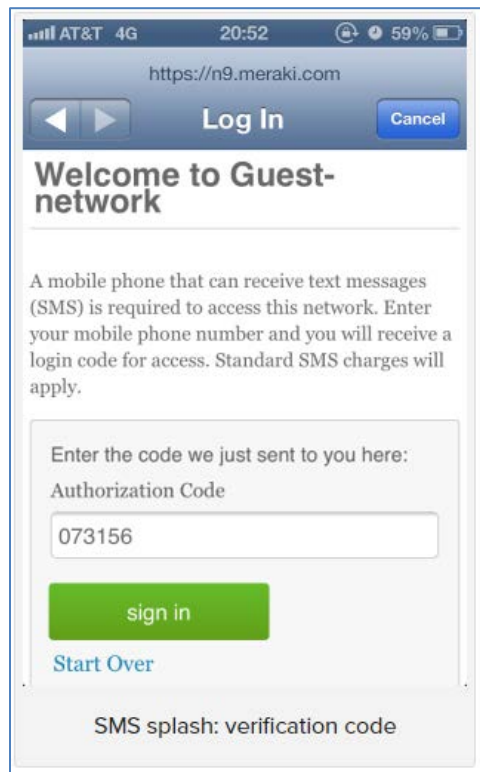 AT&T 4G 20:52 59%
https://n9.meraki.com
Log In Cancel
Welcome to Guest-
network
A mobile phone that can receive text messages
(SMS) is required to access this network. Enter
your mobile phone number and you will receive a
login code for access. Standard SMS charges will
apply.
Enter the code we just sent to you here:
Authorization Code
073156
sign in
Start Over
SMS splash: verification code